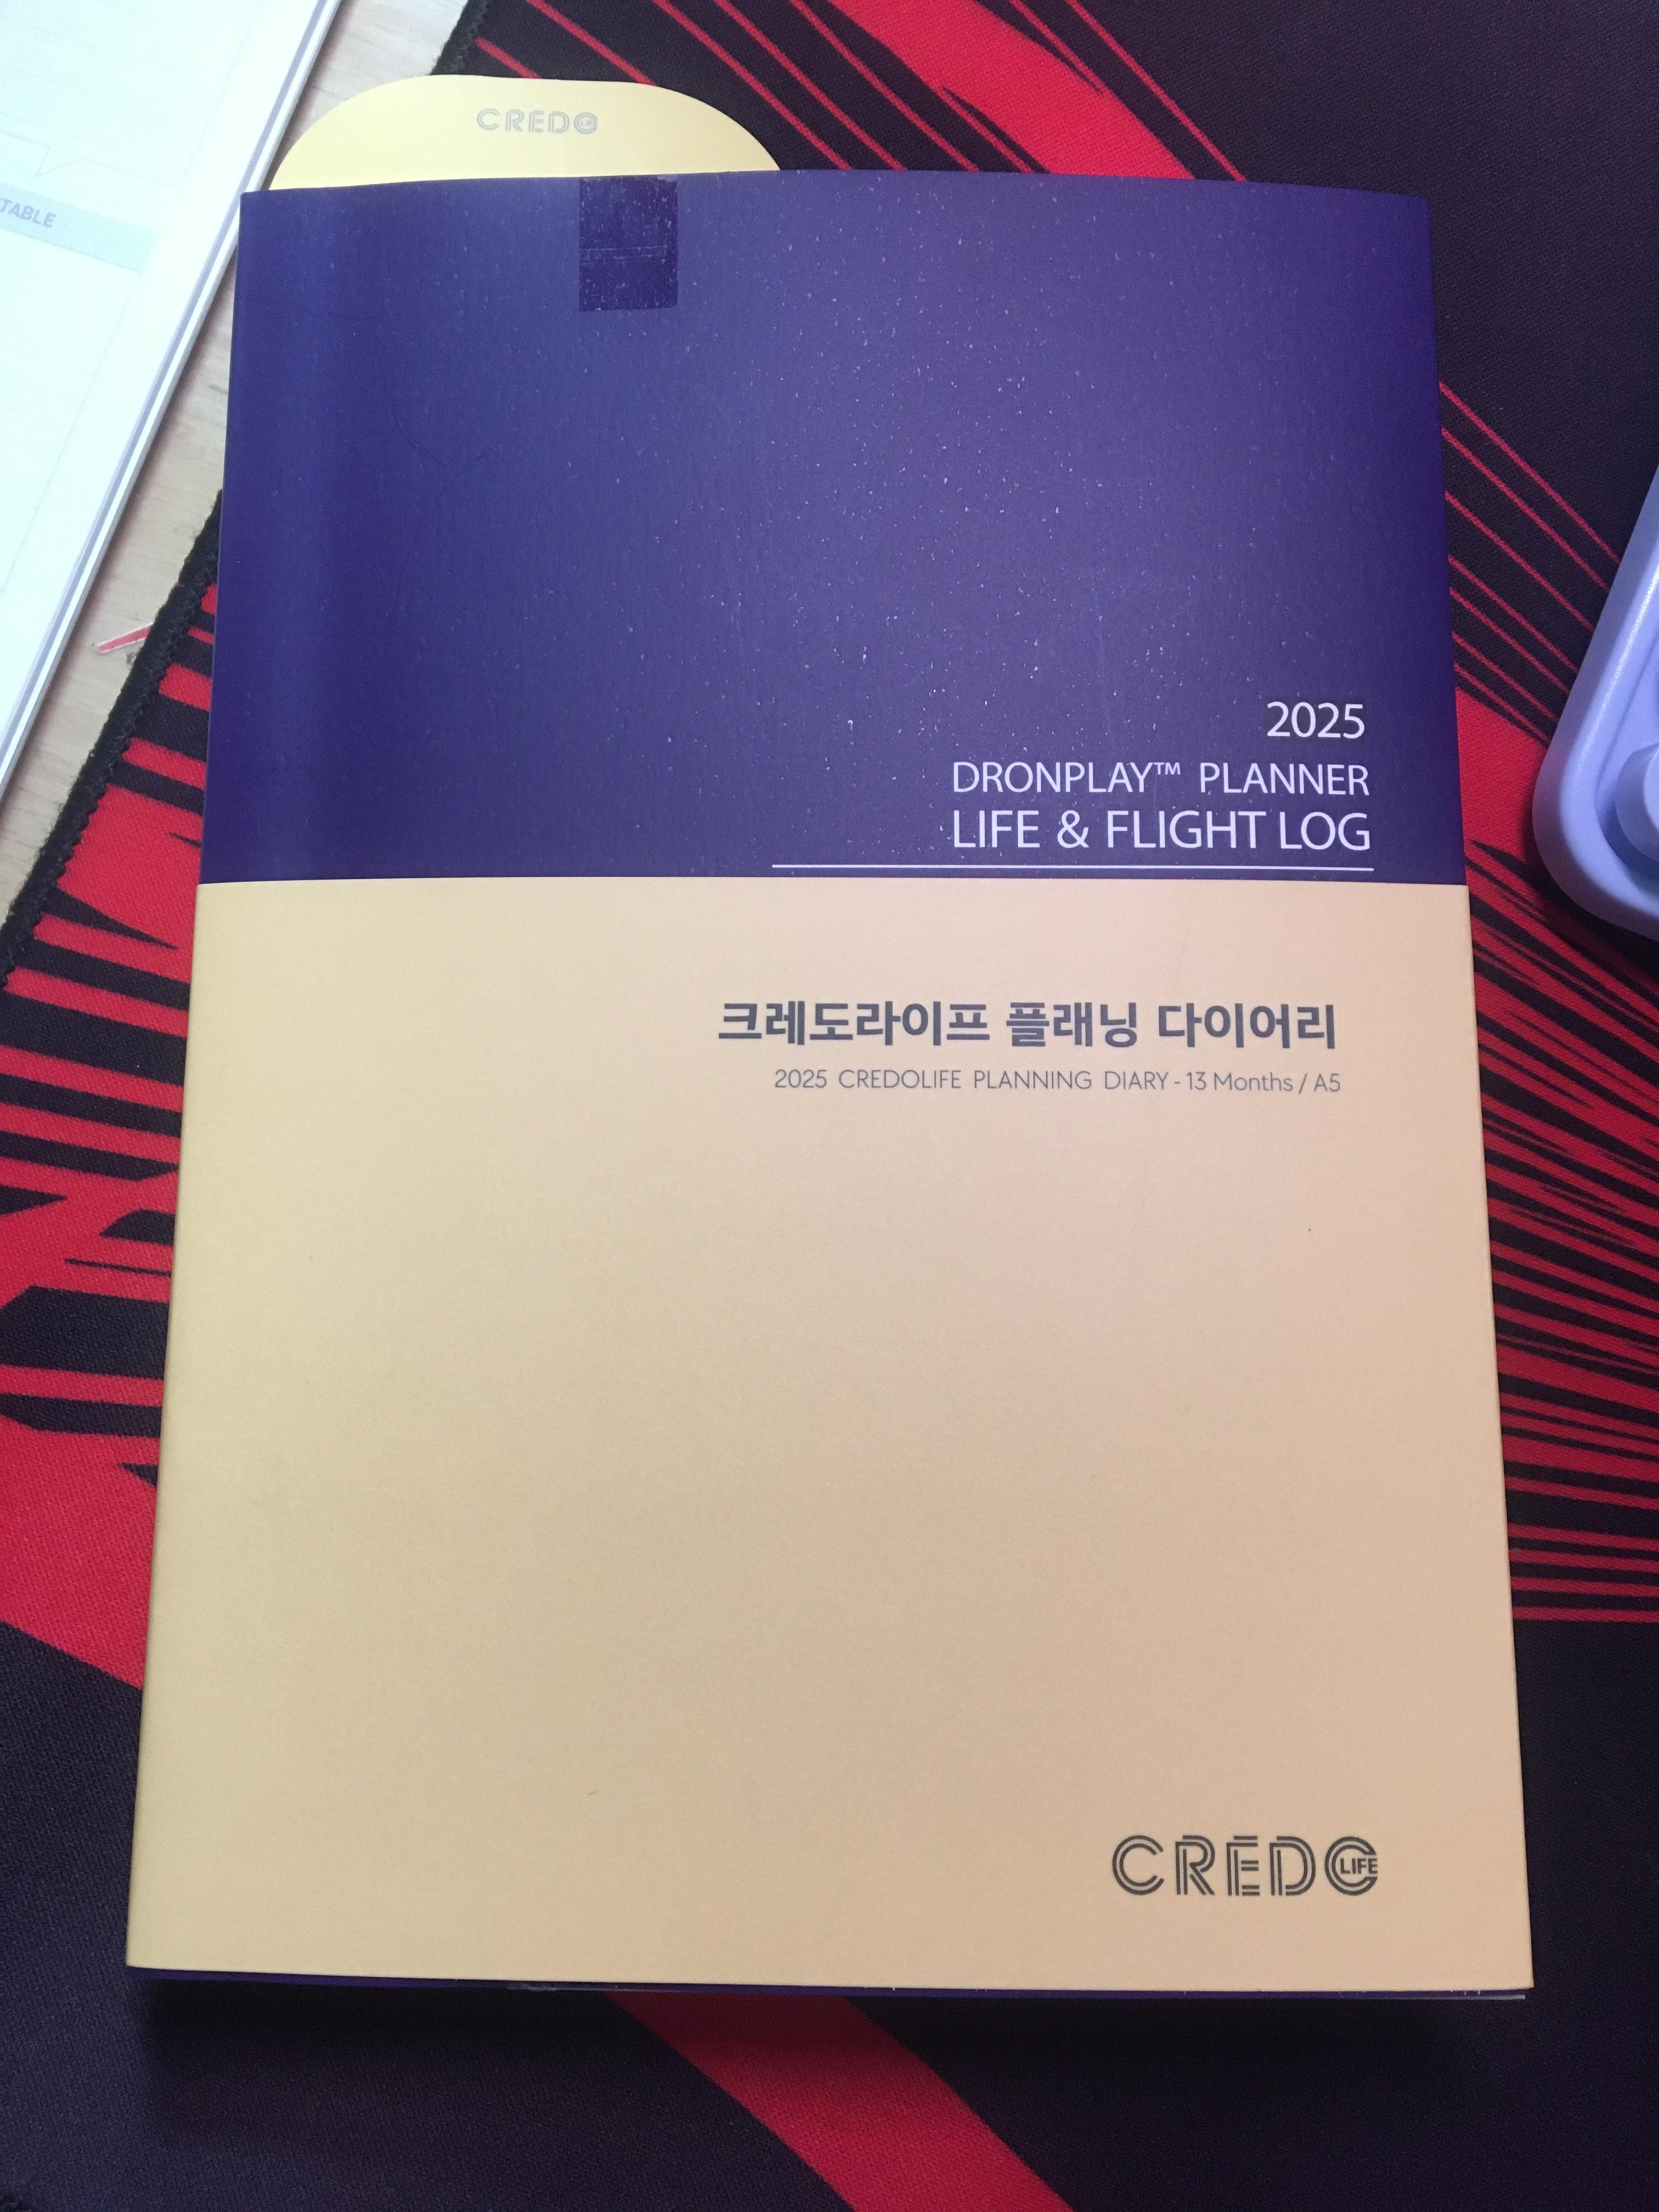 CREDO LIFE
TABLE
2025
DRONPLAY™ PLANNER
LIFE & FLIGHT LOG
크레도라이프 플래닝 다이어리
2025 CREDOLIFE PLANNING DIARY - 13 Months / A5
CREDO LIFE